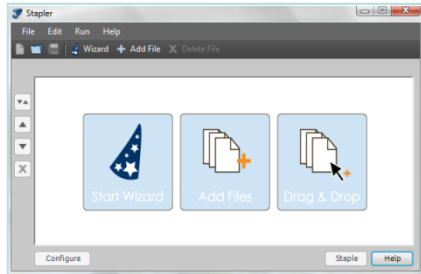 Stapler
File Edit Run Help
Wizard Add File Delete File
Start Wizard Add Files Drag & Drop
Configure Staple Help